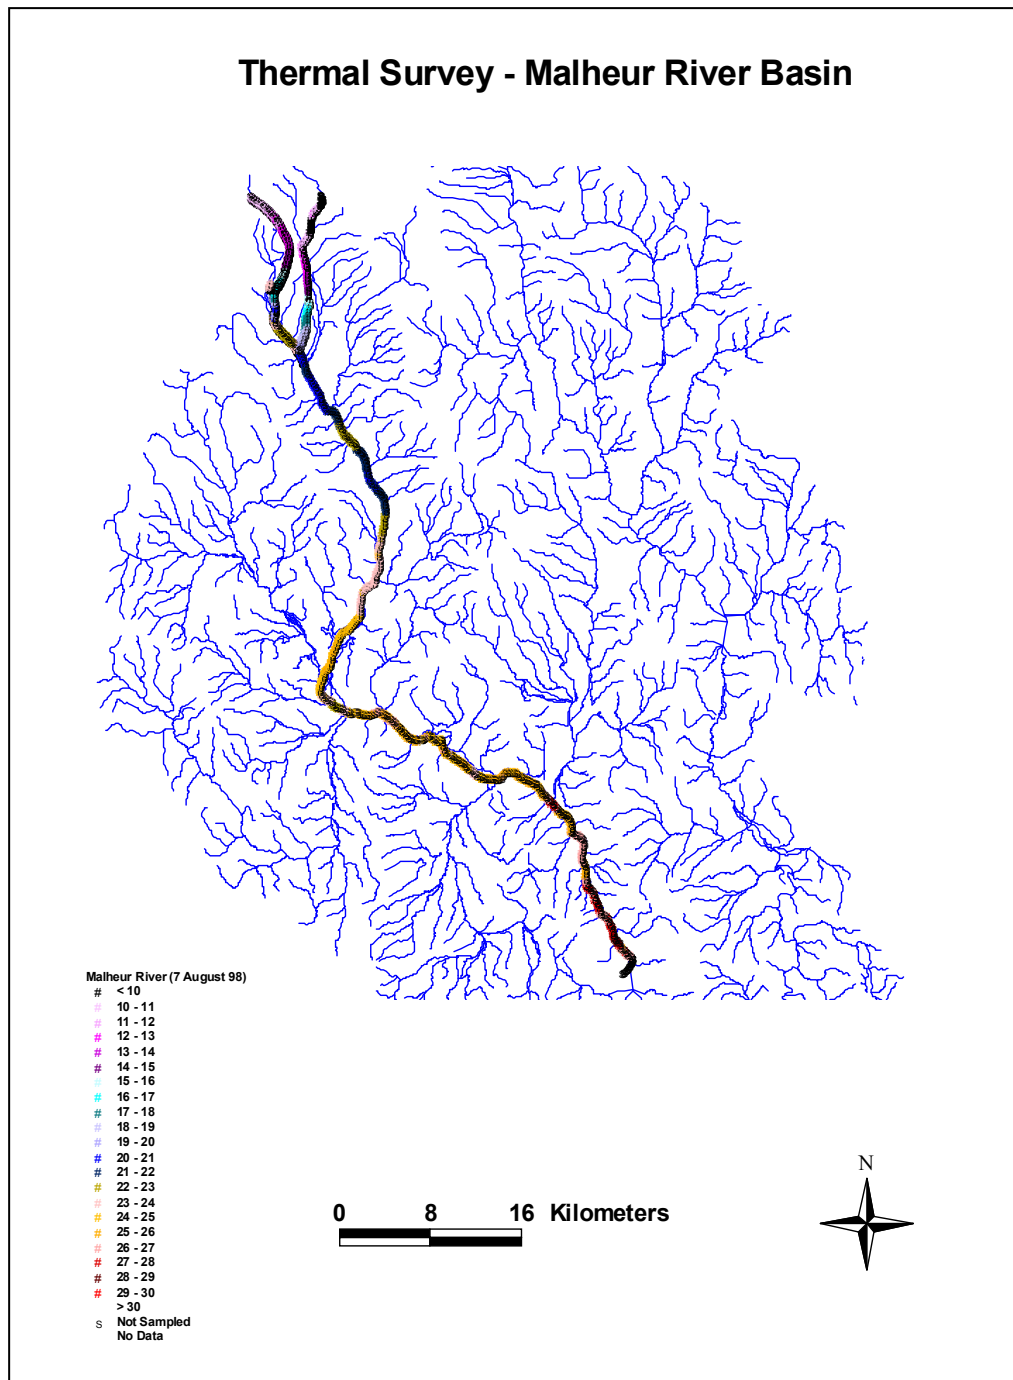 Thermal Survey - Malheur River Basin
Malheur River (7 August 98)
# < 10
# 10 - 11
# 11 - 12
# 12 - 13
# 13 - 14
# 14 - 15
# 15 - 16
# 16 - 17
# 17 - 18
# 18 - 19
# 19 - 20
# 20 - 21
# 21 - 22
# 22 - 23
# 23 - 24
# 24 - 25
# 25 - 26
# 26 - 27
# 27 - 28
# 28 - 29
# 29 - 30
> 30
S Not Sampled
No Data
0 8 16 Kilometers
N